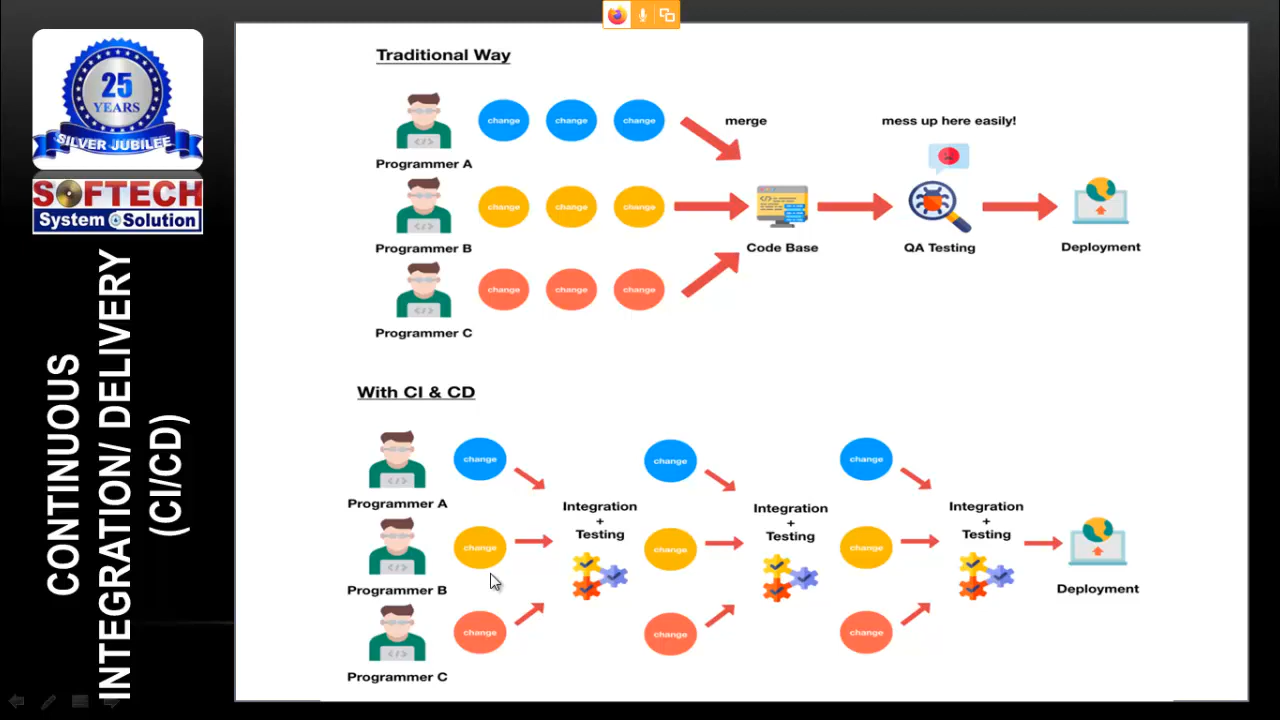 25
YEARS
SILVER JUBILEE
SOFTECH
System Solution
CONTINUOUS
INTEGRATION/ DELIVERY
(CI/CD)
Traditional Way
change change change
Programmer A
merge
mess up here easily!
change change change
Programmer B
Code Base
QA Testing
Deployment
change change change
Programmer C
With CI & CD
change change change
Programmer A
Integration
+
Testing
Integration
+
Testing
Integration
+
Testing
change change change
Programmer B
Deployment
change change change
Programmer C